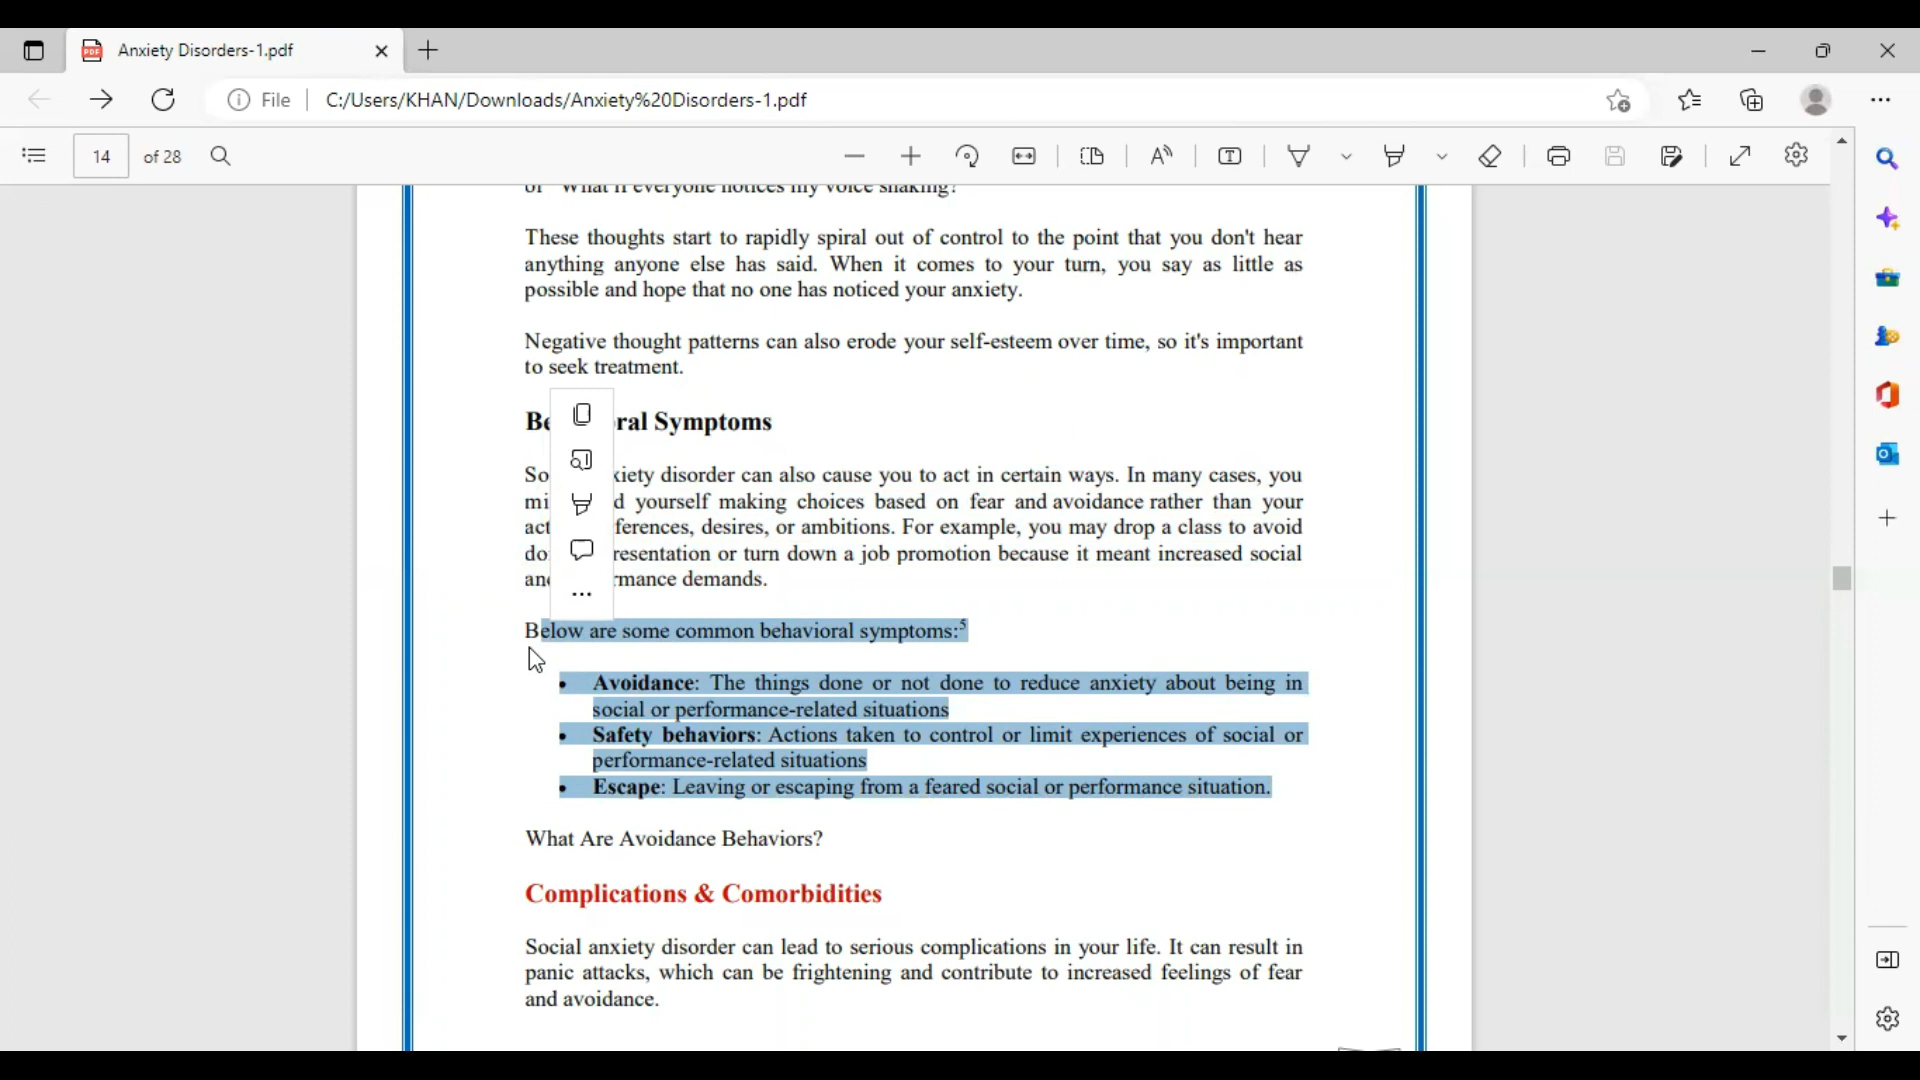 Anxiety Disorders-1.pdf
File
C:/Users/KHAN/Downloads/Anxiety%20Disorders-1.pdf
14 of 28
or "What if everyone notices my voice shaking?"
These thoughts start to rapidly spiral out of control to the point that you don't hear
anything anyone else has said. When it comes to your turn, you say as little as
possible and hope that no one has noticed your anxiety.
Negative thought patterns can also erode your self-esteem over time, so it's important
to seek treatment.
Be ral Symptoms
So xiety disorder can also cause you to act in certain ways. In many cases, you
mi d yourself making choices based on fear and avoidance rather than your
act ferences, desires, or ambitions. For example, you may drop a class to avoid
do resentation or turn down a job promotion because it meant increased social
and rmance demands.
Below are some common behavioral symptoms:5
• Avoidance: The things done or not done to reduce anxiety about being in
social or performance-related situations
• Safety behaviors: Actions taken to control or limit experiences of social or
performance-related situations
• Escape: Leaving or escaping from a feared social or performance situation.
What Are Avoidance Behaviors?
Complications & Comorbidities
Social anxiety disorder can lead to serious complications in your life. It can result in
panic attacks, which can be frightening and contribute to increased feelings of fear
and avoidance.